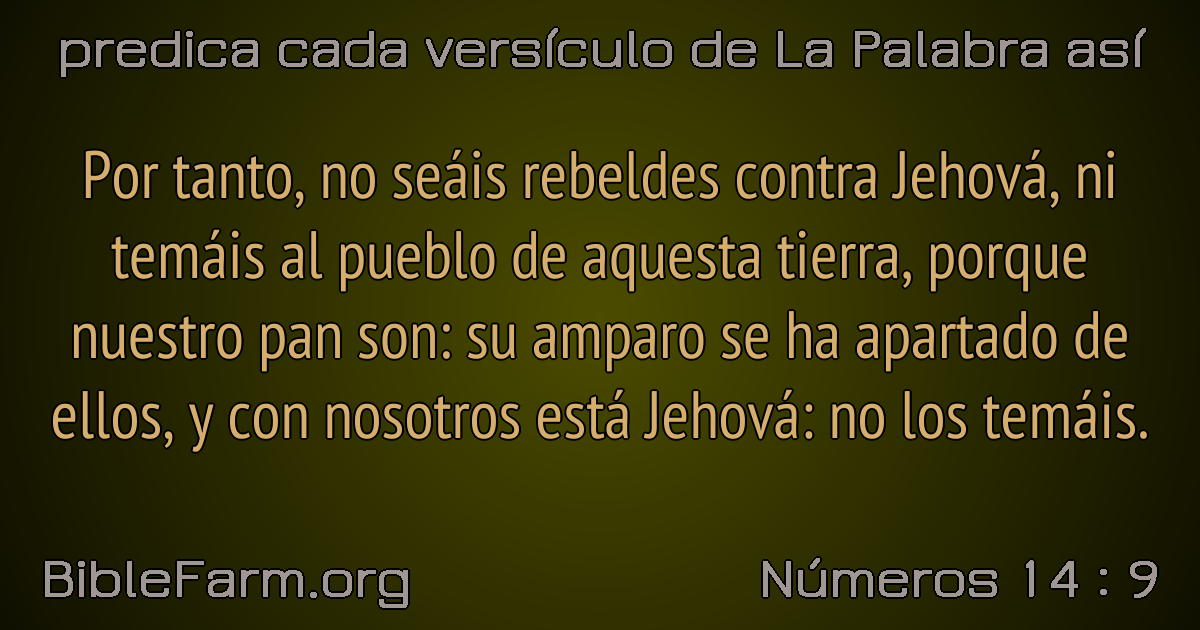 predica cada versículo de La Palabra así
Por tanto, no seáis rebeldes contra Jehová, ni
temáis al pueblo de aquesta tierra, porque
nuestro pan son: su amparo se ha apartado de
ellos, y con nosotros está Jehová: no los temáis.
BibleFarm.org
Números 14 : 9